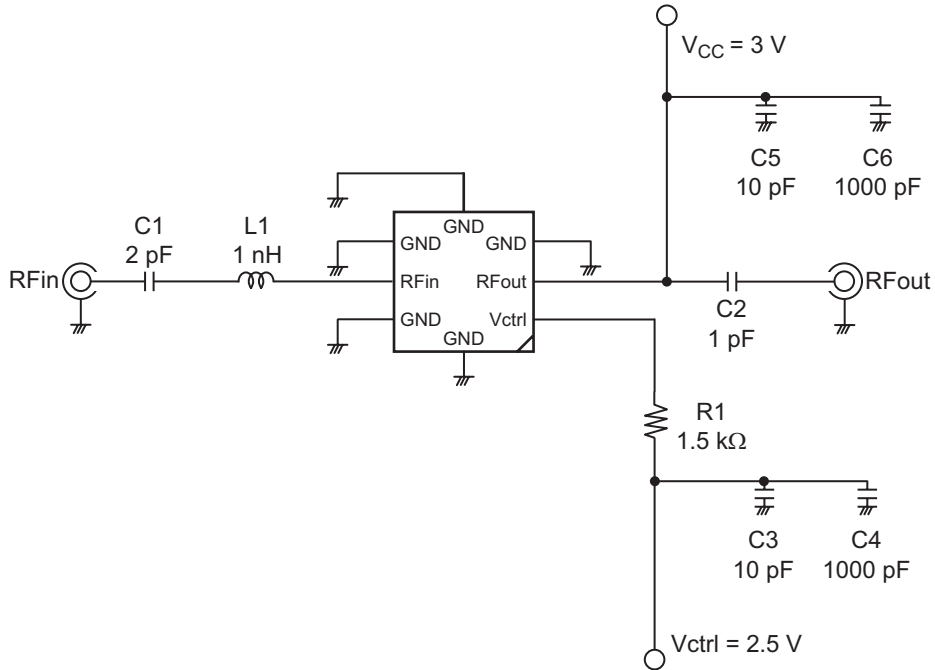 V_CC = 3 V
C5
10 pF
C6
1000 pF
C1
2 pF
L1
1 nH
GND
GND
GND
RFin
RFin
RFout
RFout
GND
Vctrl
GND
C2
1 pF
R1
1.5 kΩ
C3
10 pF
C4
1000 pF
Vctrl = 2.5 V